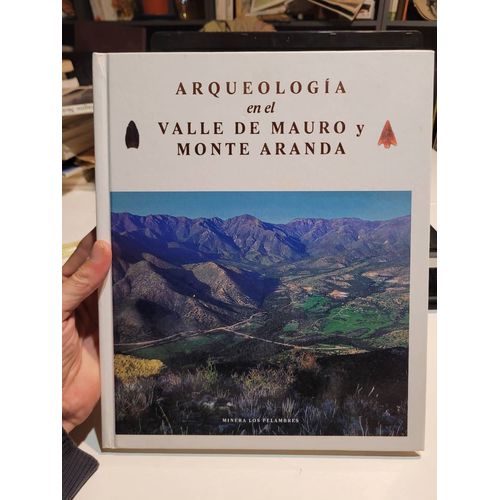 ARQUEOLOGÍA
en el
VALLE DE MAURO y
MONTE ARANDA
MINERA LOS PELAMBRES